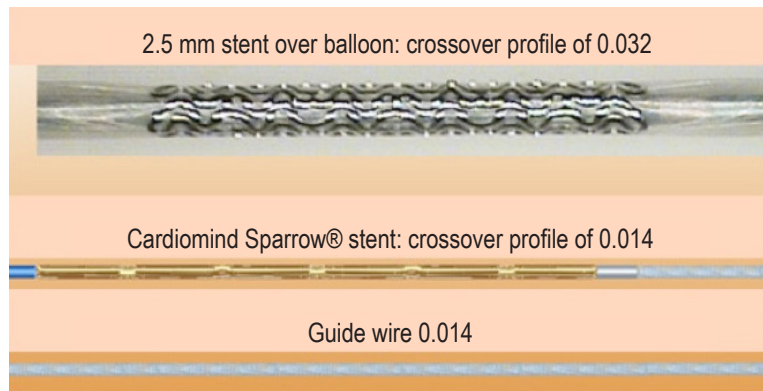 2.5 mm stent over balloon: crossover profile of 0.032
Cardiomind Sparrow® stent: crossover profile of 0.014
Guide wire 0.014